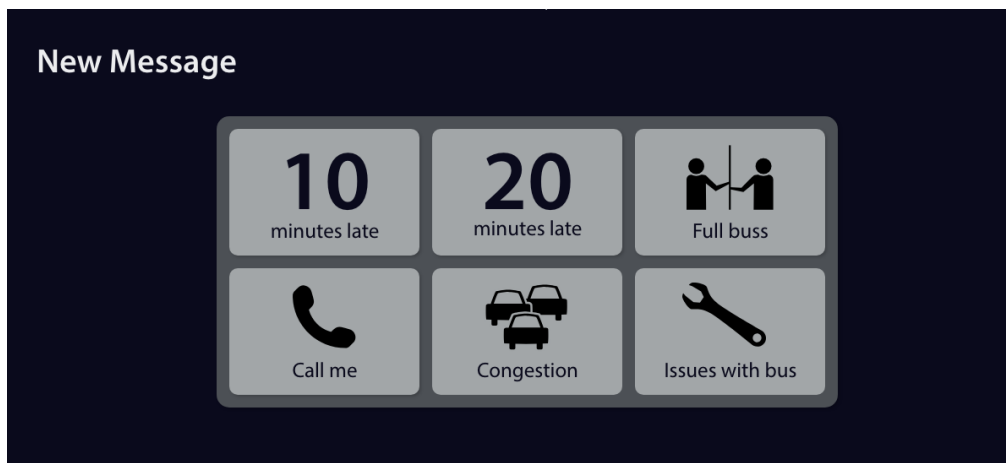 New Message
10
minutes late
20
minutes late
Full buss
Call me
Congestion
Issues with bus